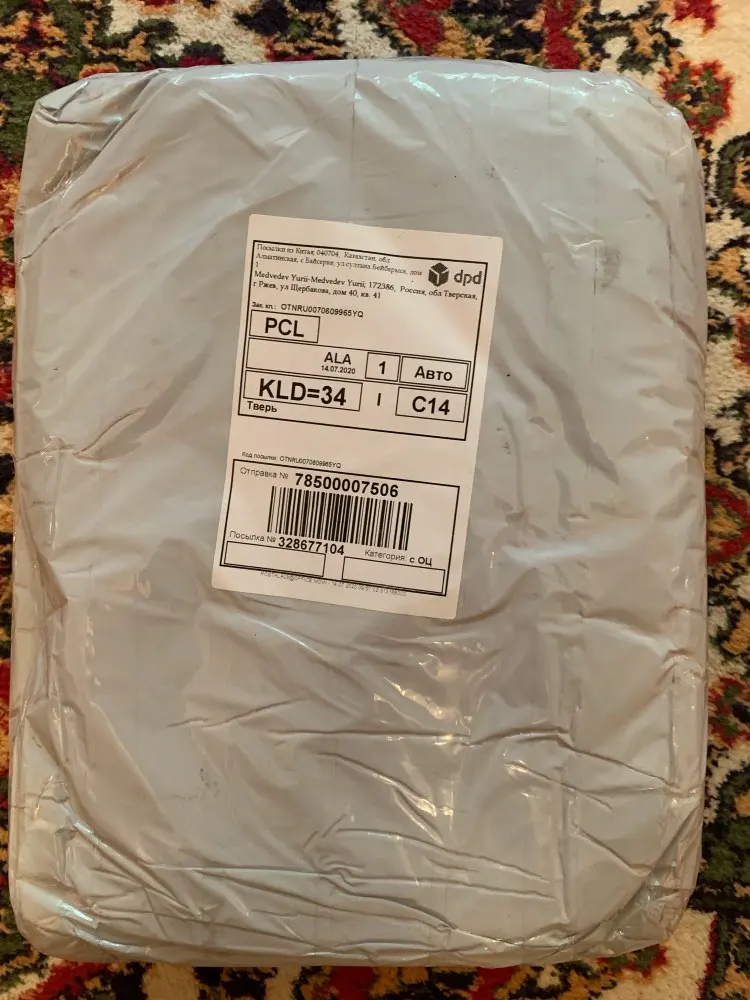 Посылки из Китая; 040704, Казахстан, обл
Алматинская, с Байсерке, ул султана Бейбарыса, дом
1
dpd
Medvedev Yurii-Medvedev Yurii; 172386, Россия, обл Тверская,
г Ржев, ул Щербакова, дом 40, кв. 41
Зак. кл.: OTNRU0070609965YQ
PCL
ALA
14.07.2020
1
Авто
KLD=34
I
C14
Тверь
Код посылки: OTNRU0070609965YQ
Отправка № 78500007506
Посылка № 328677104
Категория: с ОЦ